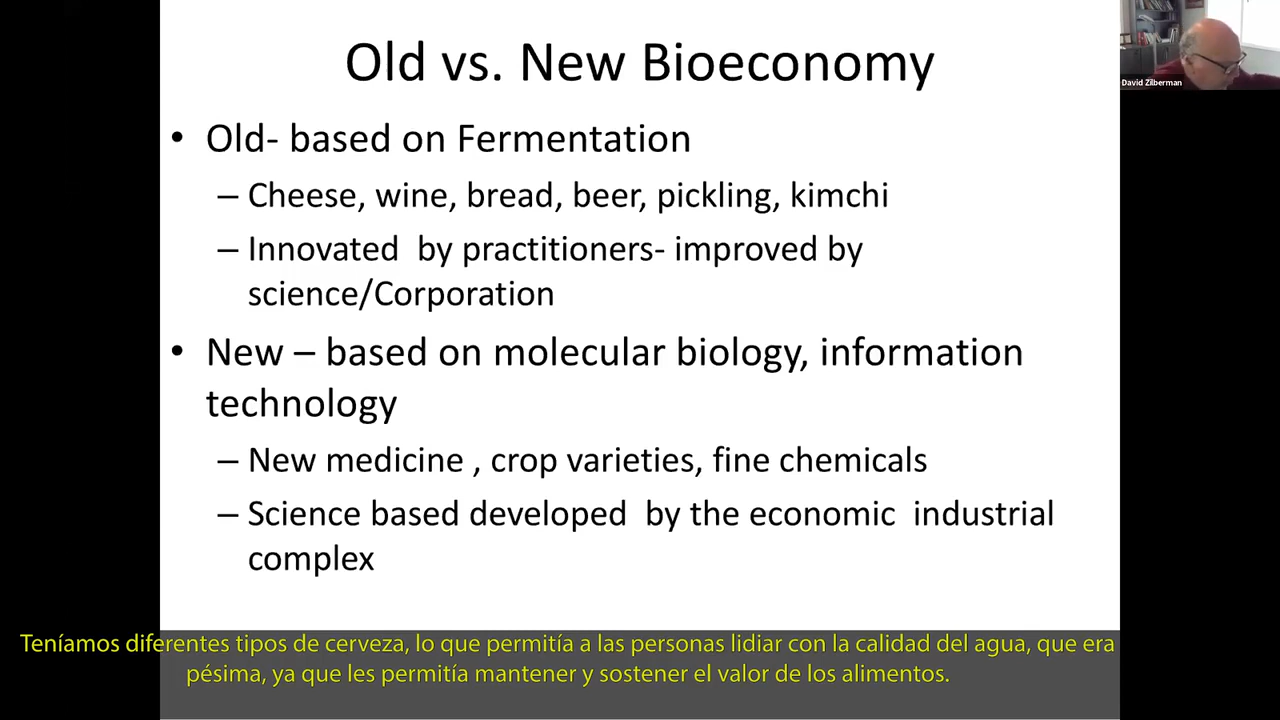 Old vs. New Bioeconomy
David Zilberman
• Old- based on Fermentation
– Cheese, wine, bread, beer, pickling, kimchi
– Innovated by practitioners- improved by
science/Corporation
• New – based on molecular biology, information
technology
– New medicine , crop varieties, fine chemicals
– Science based developed by the economic industrial
complex
Teníamos diferentes tipos de cerveza, lo que permitía a las personas lidiar con la calidad del agua, que era
pésima, ya que les permitía mantener y sostener el valor de los alimentos.